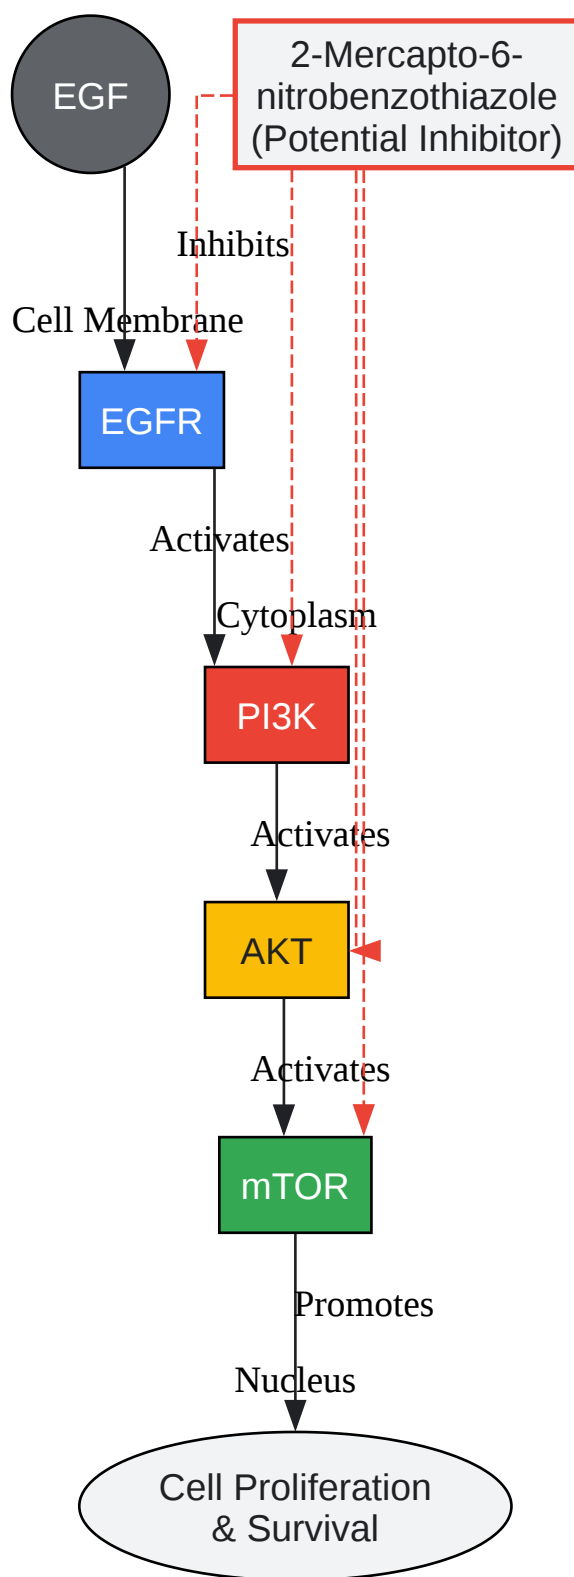 EGF
2-Mercapto-6-
nitrobenzothiazole
(Potential Inhibitor)
Inhibits
Cell Membrane
EGFR
Activates
Cytoplasm
PI3K
Activates
AKT
Activates
mTOR
Promotes
Nucleus
Cell Proliferation
& Survival